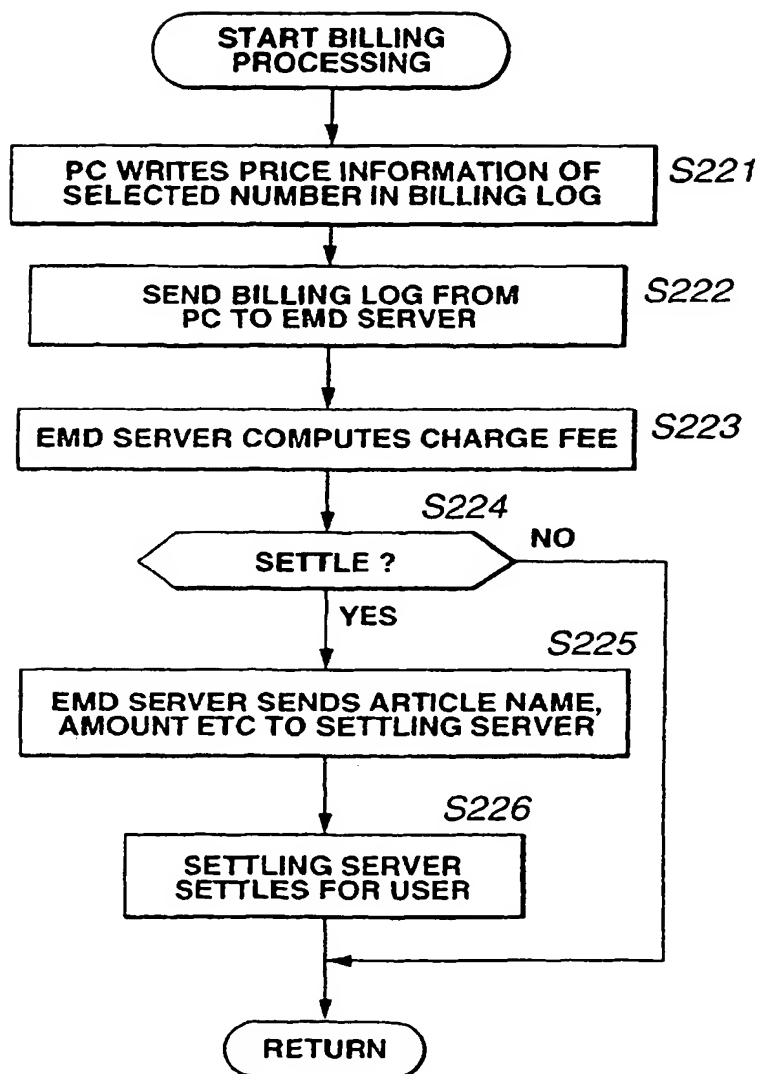 START BILLING
PROCESSING
PC WRITES PRICE INFORMATION OF
SELECTED NUMBER IN BILLING LOG
S221
SEND BILLING LOG FROM
PC TO EMD SERVER
S222
EMD SERVER COMPUTES CHARGE FEE
S223
S224
SETTLE ?
NO
YES
S225
EMD SERVER SENDS ARTICLE NAME,
AMOUNT ETC TO SETTLING SERVER
S226
SETTLING SERVER
SETTLES FOR USER
RETURN